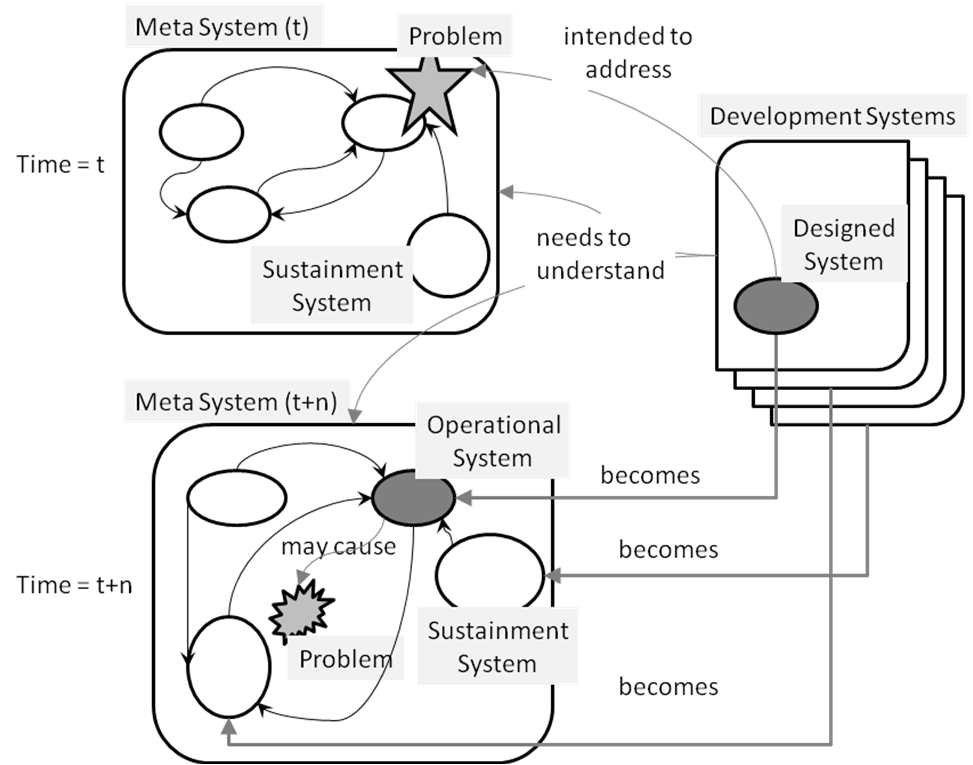 Meta System (t)
Problem
intended to
address
Development Systems
Time = t
Designed
System
needs to
understand
Sustainment
System
Meta System (t+n)
Operational
System
becomes
may cause
becomes
Time = t+n
Sustainment
System
Problem
becomes